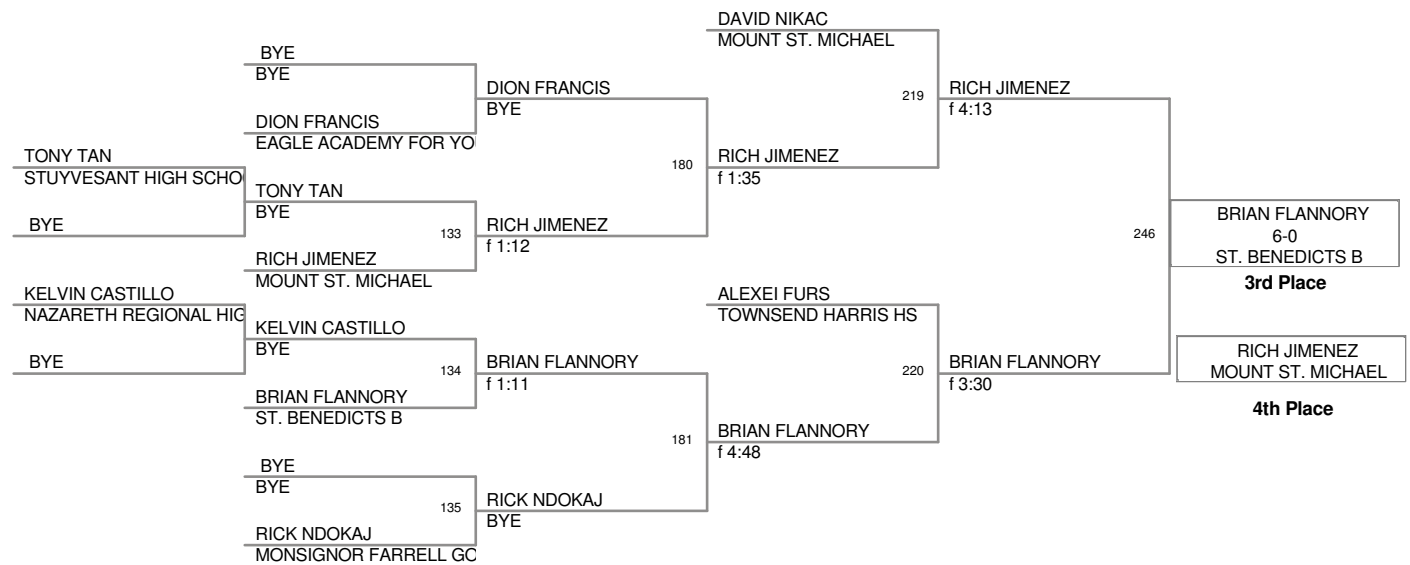 DAVID NIKAC
MOUNT ST. MICHAEL
BYE
BYE
DION FRANCIS
BYE
219
RICH JIMENEZ
f 4:13
DION FRANCIS
EAGLE ACADEMY FOR YO
TONY TAN
STUYVESANT HIGH SCHO
180
RICH JIMENEZ
f 1:35
TONY TAN
BYE
BYE
133
RICH JIMENEZ
f 1:12
246
BRIAN FLANNORY
6-0
ST. BENEDICTS B
3rd Place
RICH JIMENEZ
MOUNT ST. MICHAEL
KELVIN CASTILLO
NAZARETH REGIONAL HIG
ALEXEI FURS
TOWNSEND HARRIS HS
KELVIN CASTILLO
BYE
BYE
134
BRIAN FLANNORY
f 1:11
220
BRIAN FLANNORY
f 3:30
RICH JIMENEZ
MOUNT ST. MICHAEL
4th Place
BRIAN FLANNORY
ST. BENEDICTS B
181
BRIAN FLANNORY
f 4:48
BYE
BYE
135
RICK NDOKAJ
BYE
RICK NDOKAJ
MONSIGNOR FARRELL GO